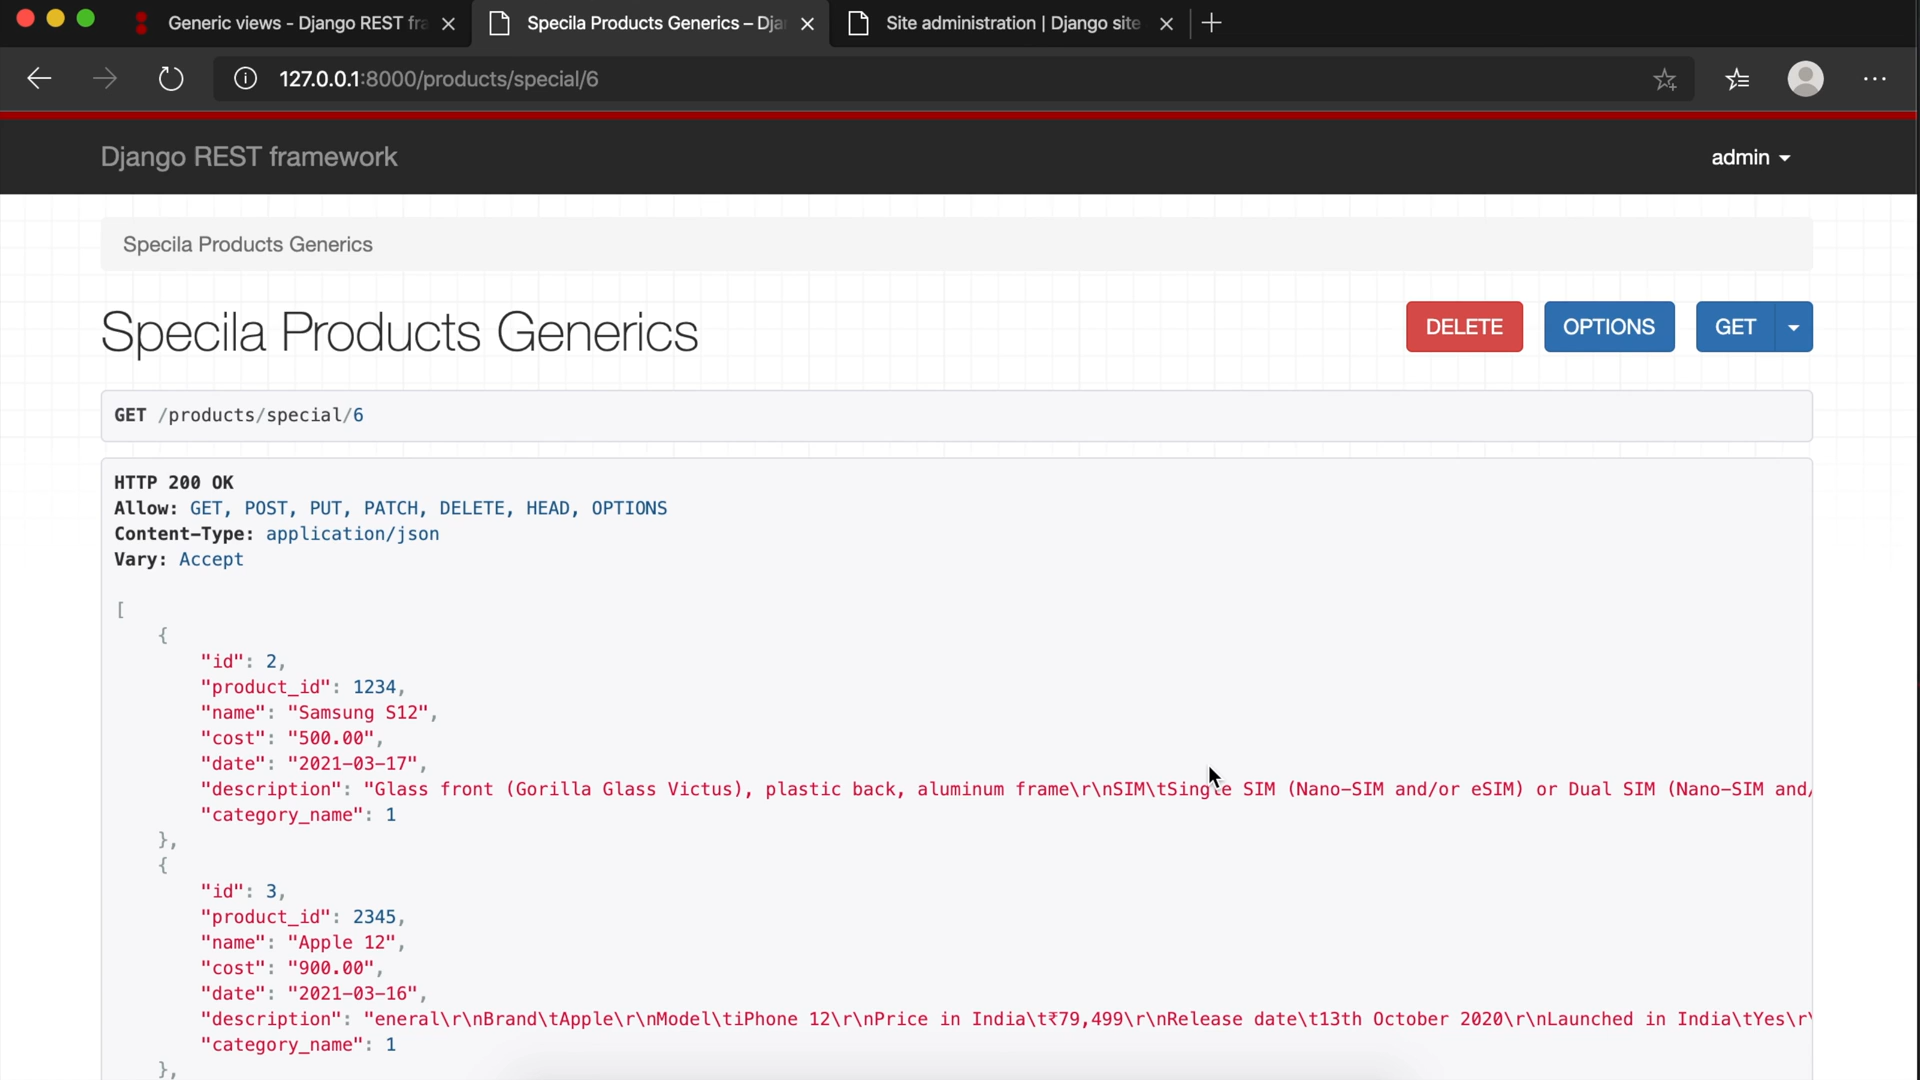 Generic views - Django REST fra
Specila Products Generics – Dja
Site administration | Django site
127.0.0.1:8000/products/special/6
Django REST framework
admin
Specila Products Generics
Specila Products Generics
DELETE
OPTIONS
GET
GET /products/special/6
HTTP 200 OK
Allow: GET, POST, PUT, PATCH, DELETE, HEAD, OPTIONS
Content-Type: application/json
Vary: Accept
[
{
"id": 2,
"product_id": 1234,
"name": "Samsung S12",
"cost": "500.00",
"date": "2021-03-17",
"description": "Glass front (Gorilla Glass Victus), plastic back, aluminum frame\r\nSIM\tSingle SIM (Nano-SIM and/or eSIM) or Dual SIM (Nano-SIM and/
"category_name": 1
},
{
"id": 3,
"product_id": 2345,
"name": "Apple 12",
"cost": "900.00",
"date": "2021-03-16",
"description": "eneral\r\nBrand\tApple\r\nModel\tiPhone 12\r\nPrice in India\t₹79,499\r\nRelease date\t13th October 2020\r\nLaunched in India\tYes\r\
"category_name": 1
},